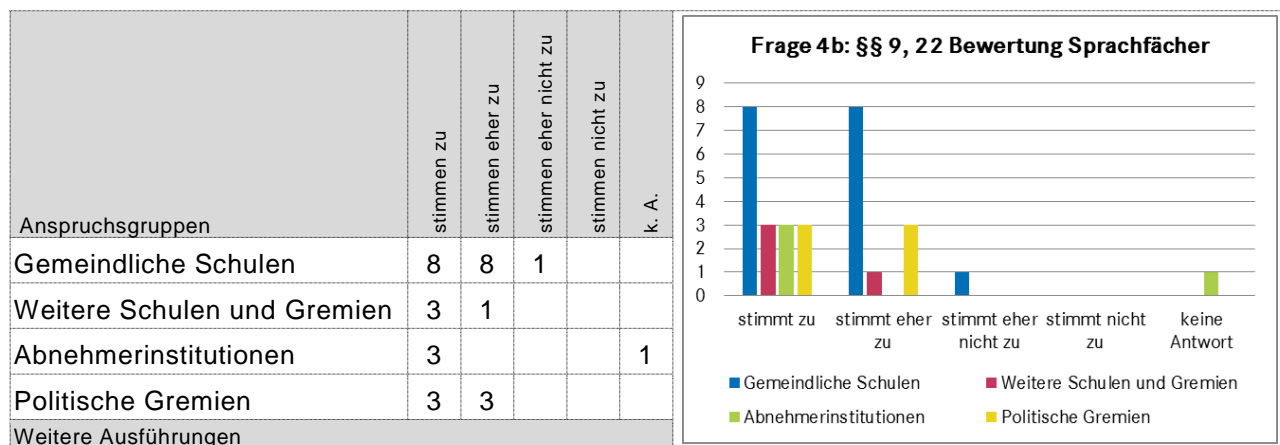 Anspruchsgruppen
stimmen zu
stimmen eher zu
stimmen eher nicht zu
stimmen nicht zu
k. A.
Gemeindliche Schulen 8 8 1
Weitere Schulen und Gremien 3 1
Abnehmerinstitutionen 3 1
Politische Gremien 3 3
Weitere Ausführungen
Frage 4b: §§ 9, 22 Bewertung Sprachfächer
9
8
7
6
5
4
3
2
1
0
stimmt zu
stimmt eher
zu
stimmt eher
nicht zu
stimmt nicht
zu
keine
Antwort
Gemeindliche Schulen
Weitere Schulen und Gremien
Abnehmerinstitutionen
Politische Gremien